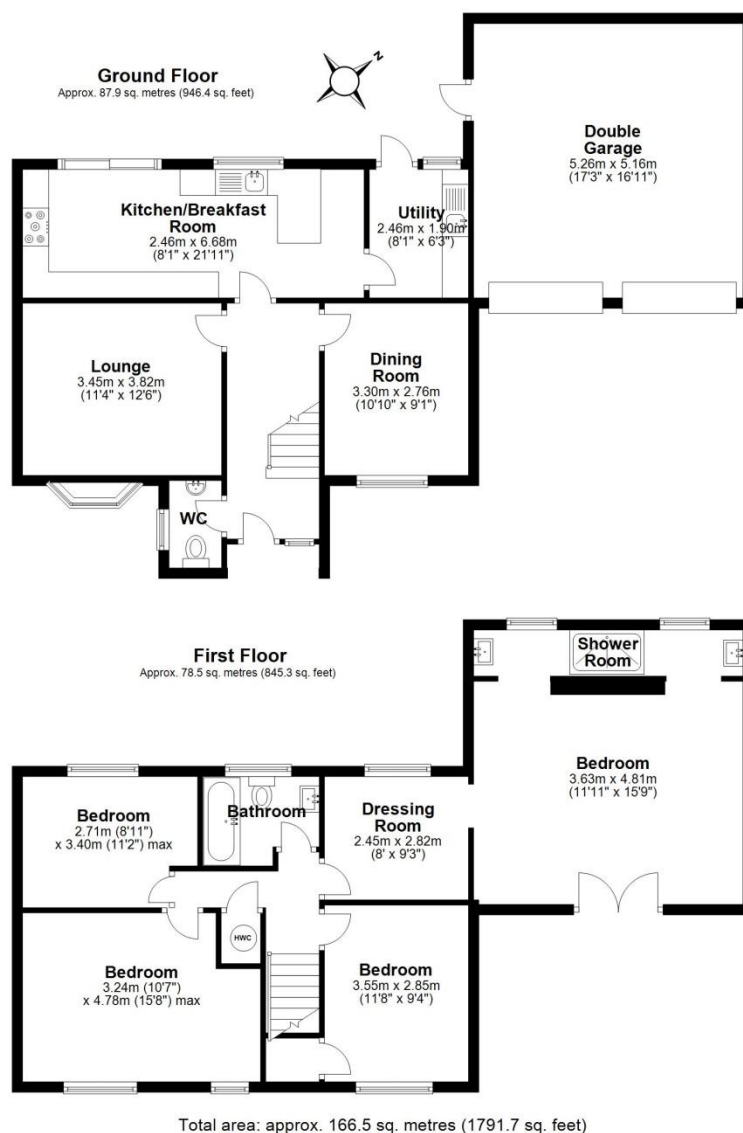 Ground Floor
Approx. 87.9 sq. metres (946.4 sq. feet)
N
Double
Garage
5.26m x 5.16m
(17'3" x 16'11")
Kitchen/Breakfast
Room
2.46m x 6.68m
(8'1" x 21'11")
Utility
2.46m x 1.90m
(8'1" x 6'3")
Lounge
3.45m x 3.82m
(11'4" x 12'6")
Dining
Room
3.30m x 2.76m
(10'10" x 9'1")
WC
First Floor
Approx. 78.5 sq. metres (845.3 sq. feet)
Shower
Room
Bedroom
3.63m x 4.81m
(11'11" x 15'9")
Bedroom
2.71m (8'11")
x 3.40m (11'2") max
Bathroom
Dressing
Room
2.45m x 2.82m
(8' x 9'3")
HWC
Bedroom
3.24m (10'7")
x 4.78m (15'8") max
Bedroom
3.55m x 2.85m
(11'8" x 9'4")
Total area: approx. 166.5 sq. metres (1791.7 sq. feet)